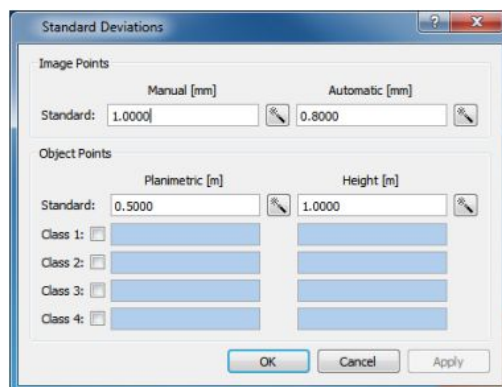 Standard Deviations
Image Points
Manual [mm] Automatic [mm]
Standard: 1.0000 0.8000
Object Points
Planimetric [m] Height [m]
Standard: 0.5000 1.0000
Class 1:
Class 2:
Class 3:
Class 4:
OK Cancel Apply